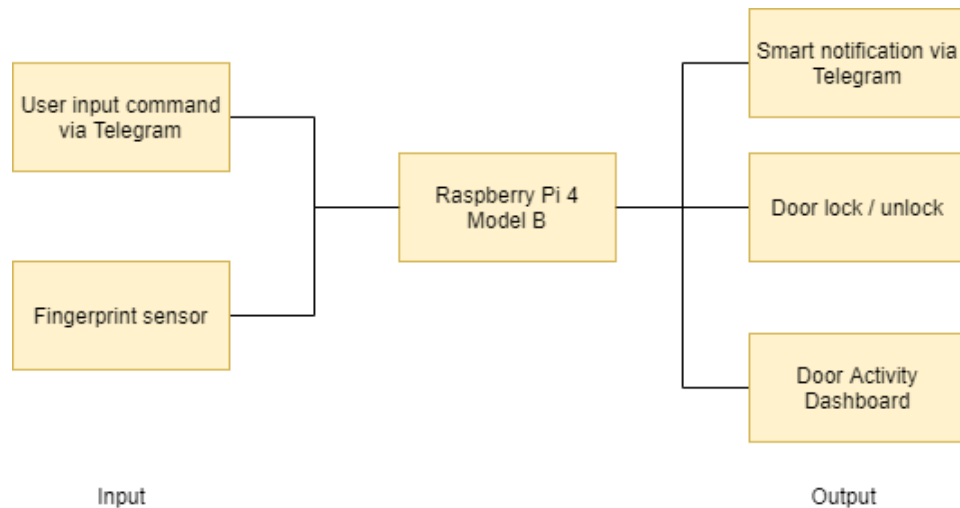 User input command
via Telegram
Fingerprint sensor
Raspberry Pi 4
Model B
Smart notification via
Telegram
Door lock / unlock
Door Activity
Dashboard
Input
Output